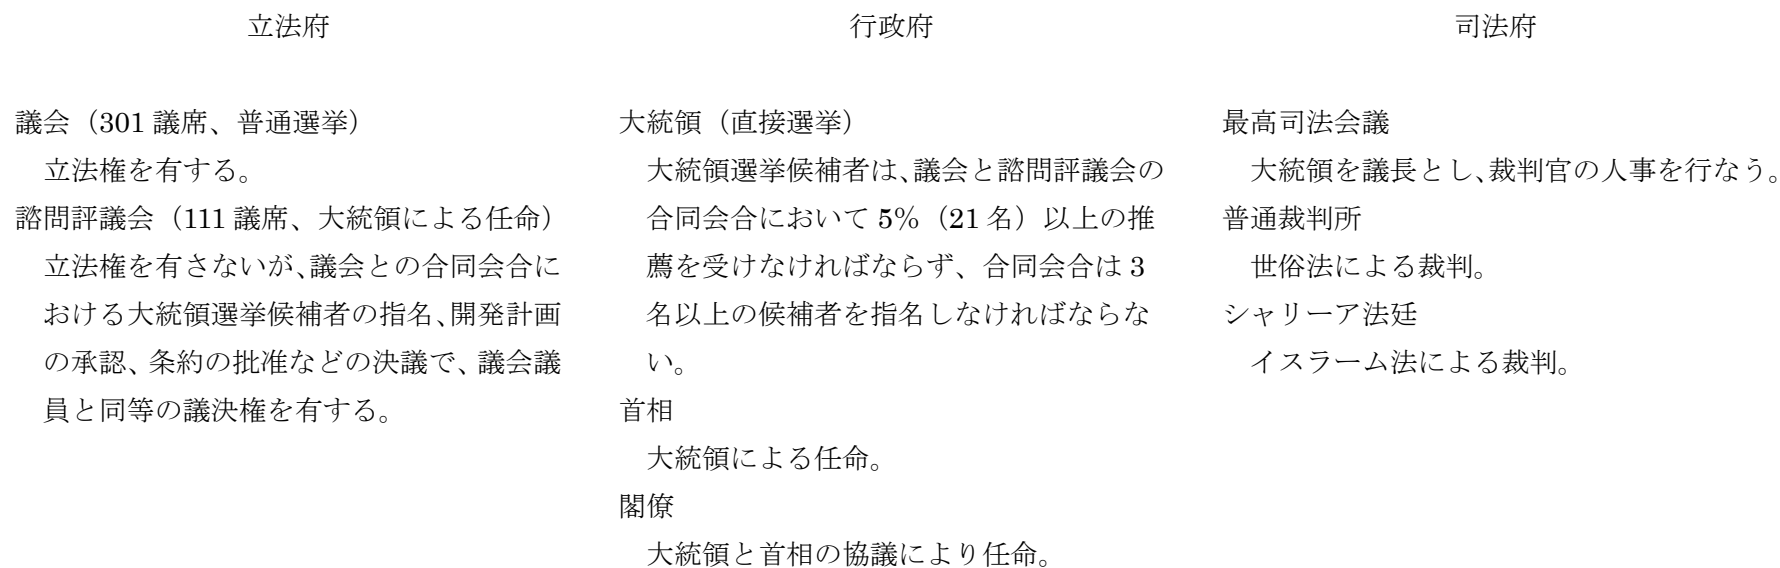 立法府
議会（301 議席、普通選挙）
立法権を有する。
諮問評議会（111 議席、大統領による任命）
立法権を有さないが、議会との合同会合に
おける大統領選挙候補者の指名、開発計画
の承認、条約の批准などの決議で、議会議
員と同等の議決権を有する。
行政府
大統領（直接選挙）
大統領選挙候補者は、議会と諮問評議会の
合同会合において 5%（21 名）以上の推
薦を受けなければならず、合同会合は 3
名以上の候補者を指名しなければならな
い。
首相
大統領による任命。
閣僚
大統領と首相の協議により任命。
司法府
最高司法会議
大統領を議長とし、裁判官の人事を行なう。
普通裁判所
世俗法による裁判。
シャリーア法廷
イスラーム法による裁判。